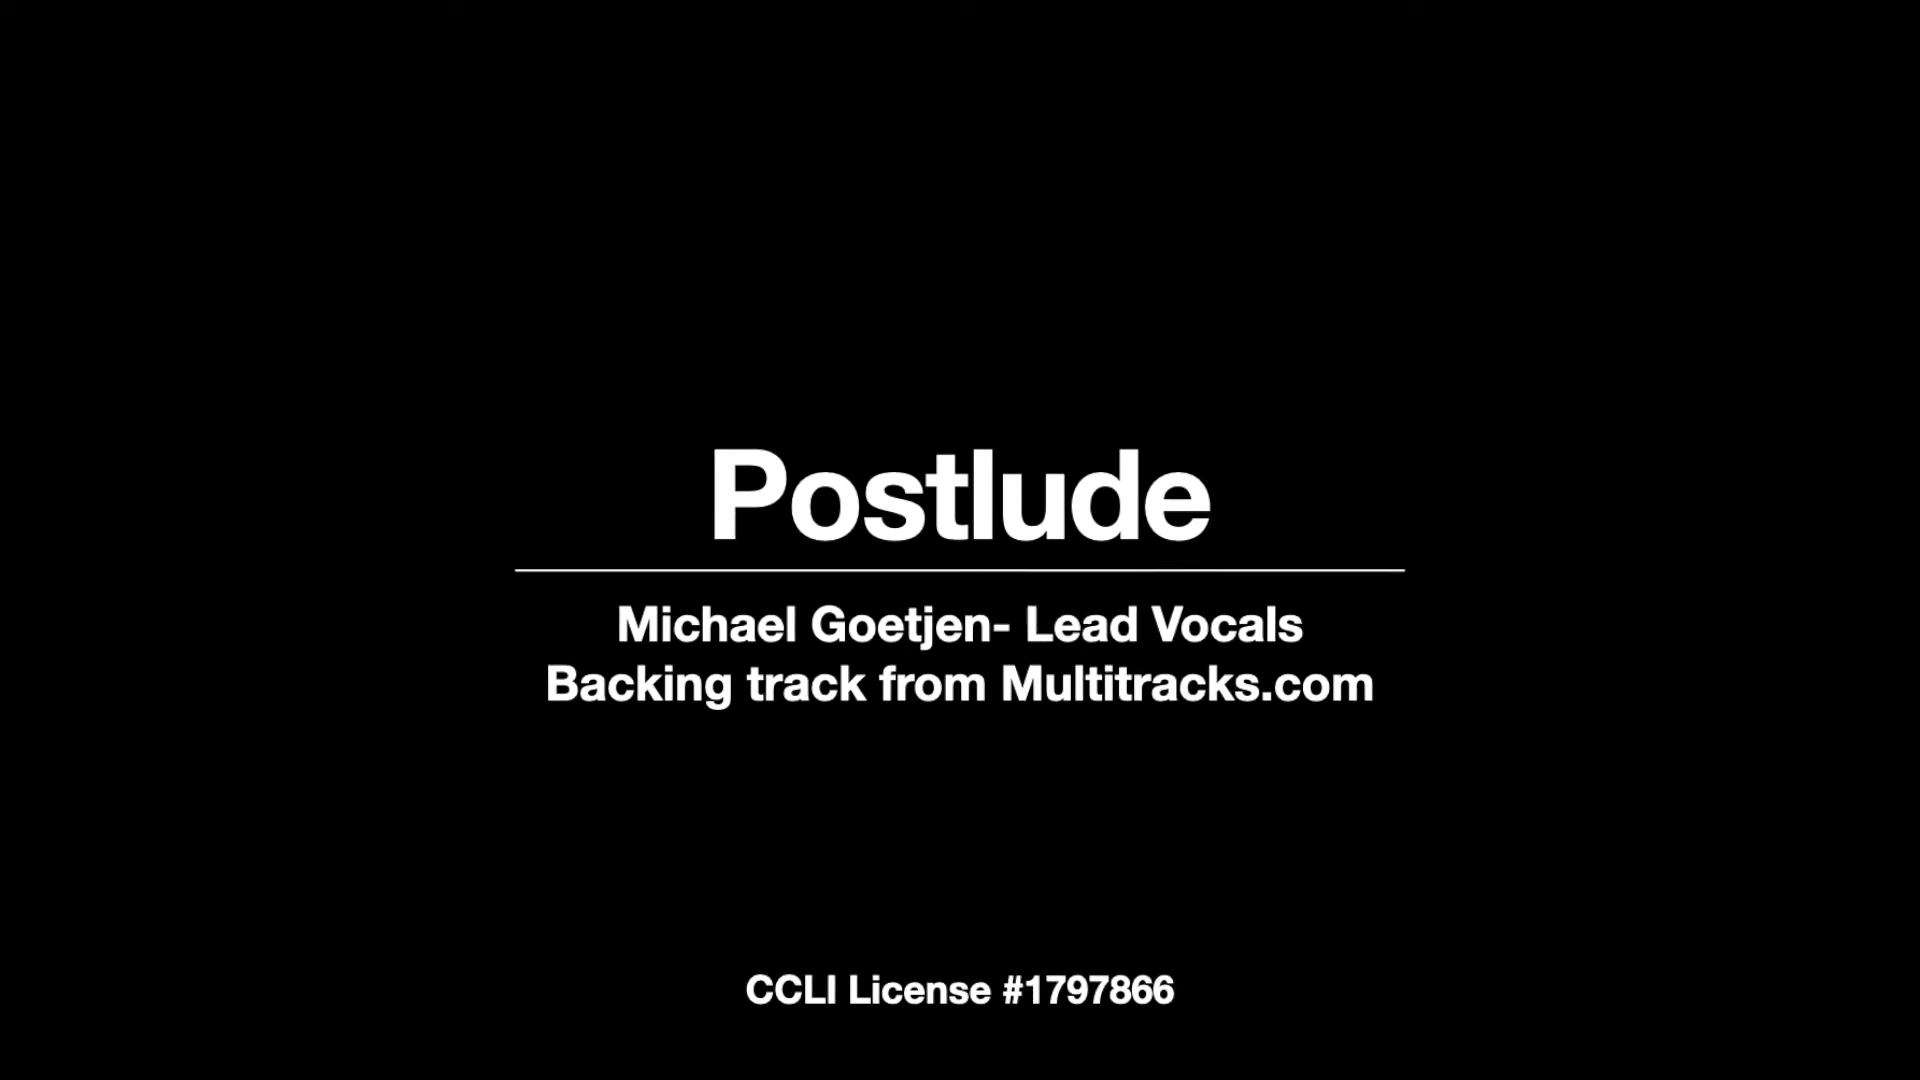 Postlude
Michael Goetjen- Lead Vocals
Backing track from Multitracks.com
CCLI License #1797866